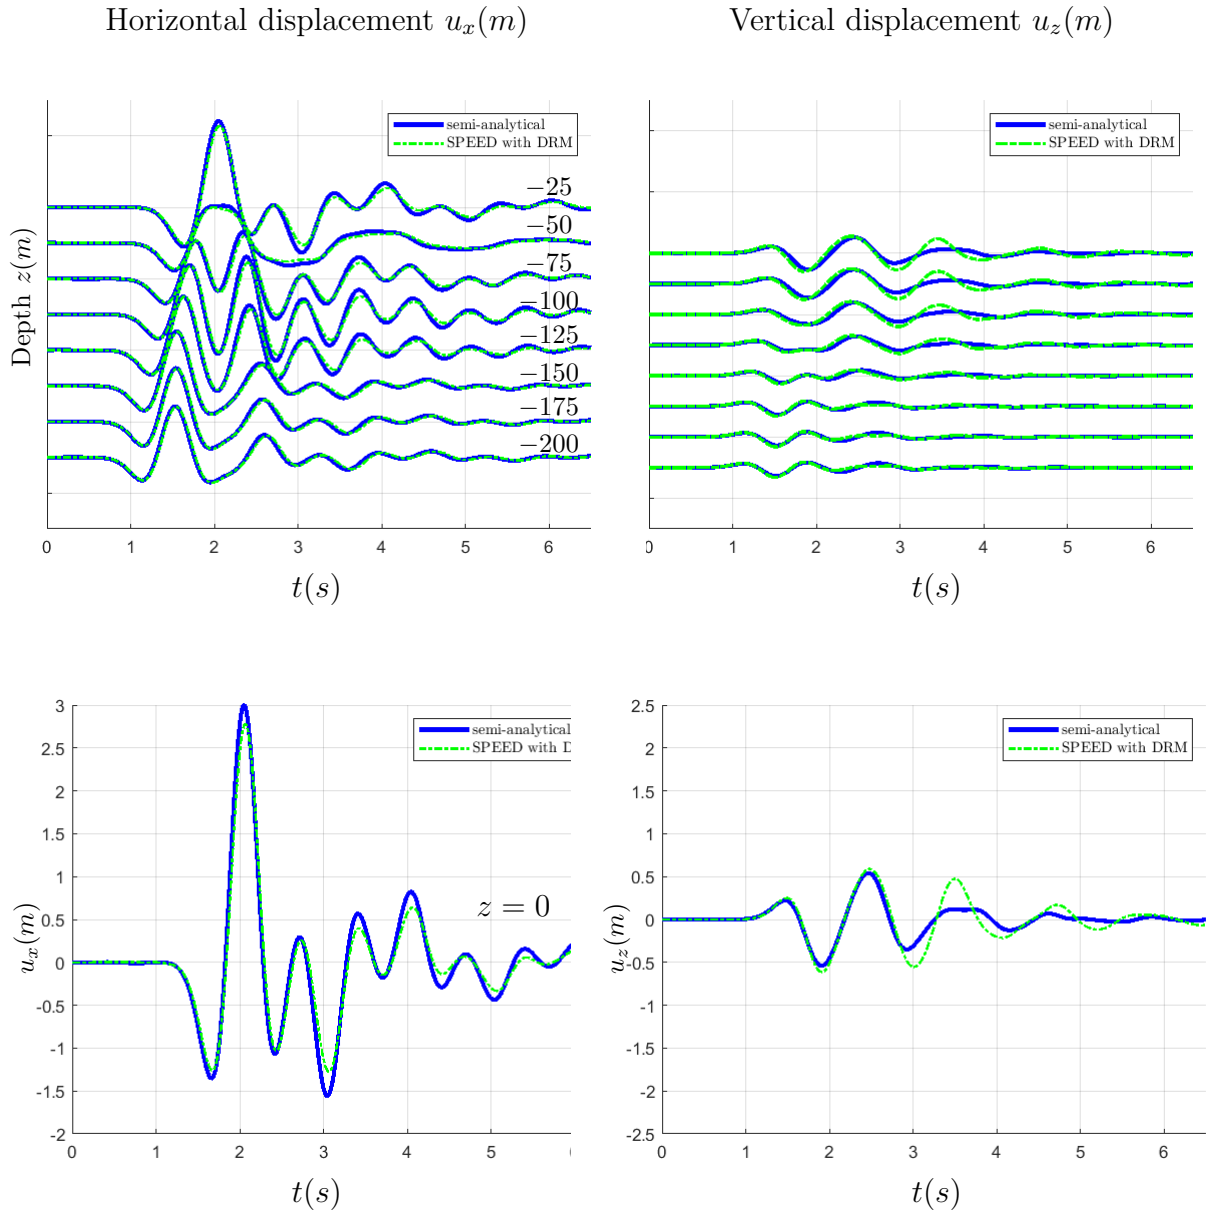 Horizontal displacement u_x(m)
Vertical displacement u_z(m)
semi-analytical
SPEED with DRM
semi-analytical
SPEED with DRM
Depth z(m)
−25
−50
−75
−100
−125
−150
−175
−200
0 1 2 3 4 5 6
0 1 2 3 4 5 6
t(s)
t(s)
semi-analytical
SPEED with D
semi-analytical
SPEED with DRM
u_x(m)
3
2.5
2
1.5
1
0.5
0
-0.5
-1
-1.5
-2
z = 0
u_z(m)
2.5
2
1.5
1
0.5
0
-0.5
-1
-1.5
-2
-2.5
0 1 2 3 4 5
0 1 2 3 4 5 6
t(s)
t(s)